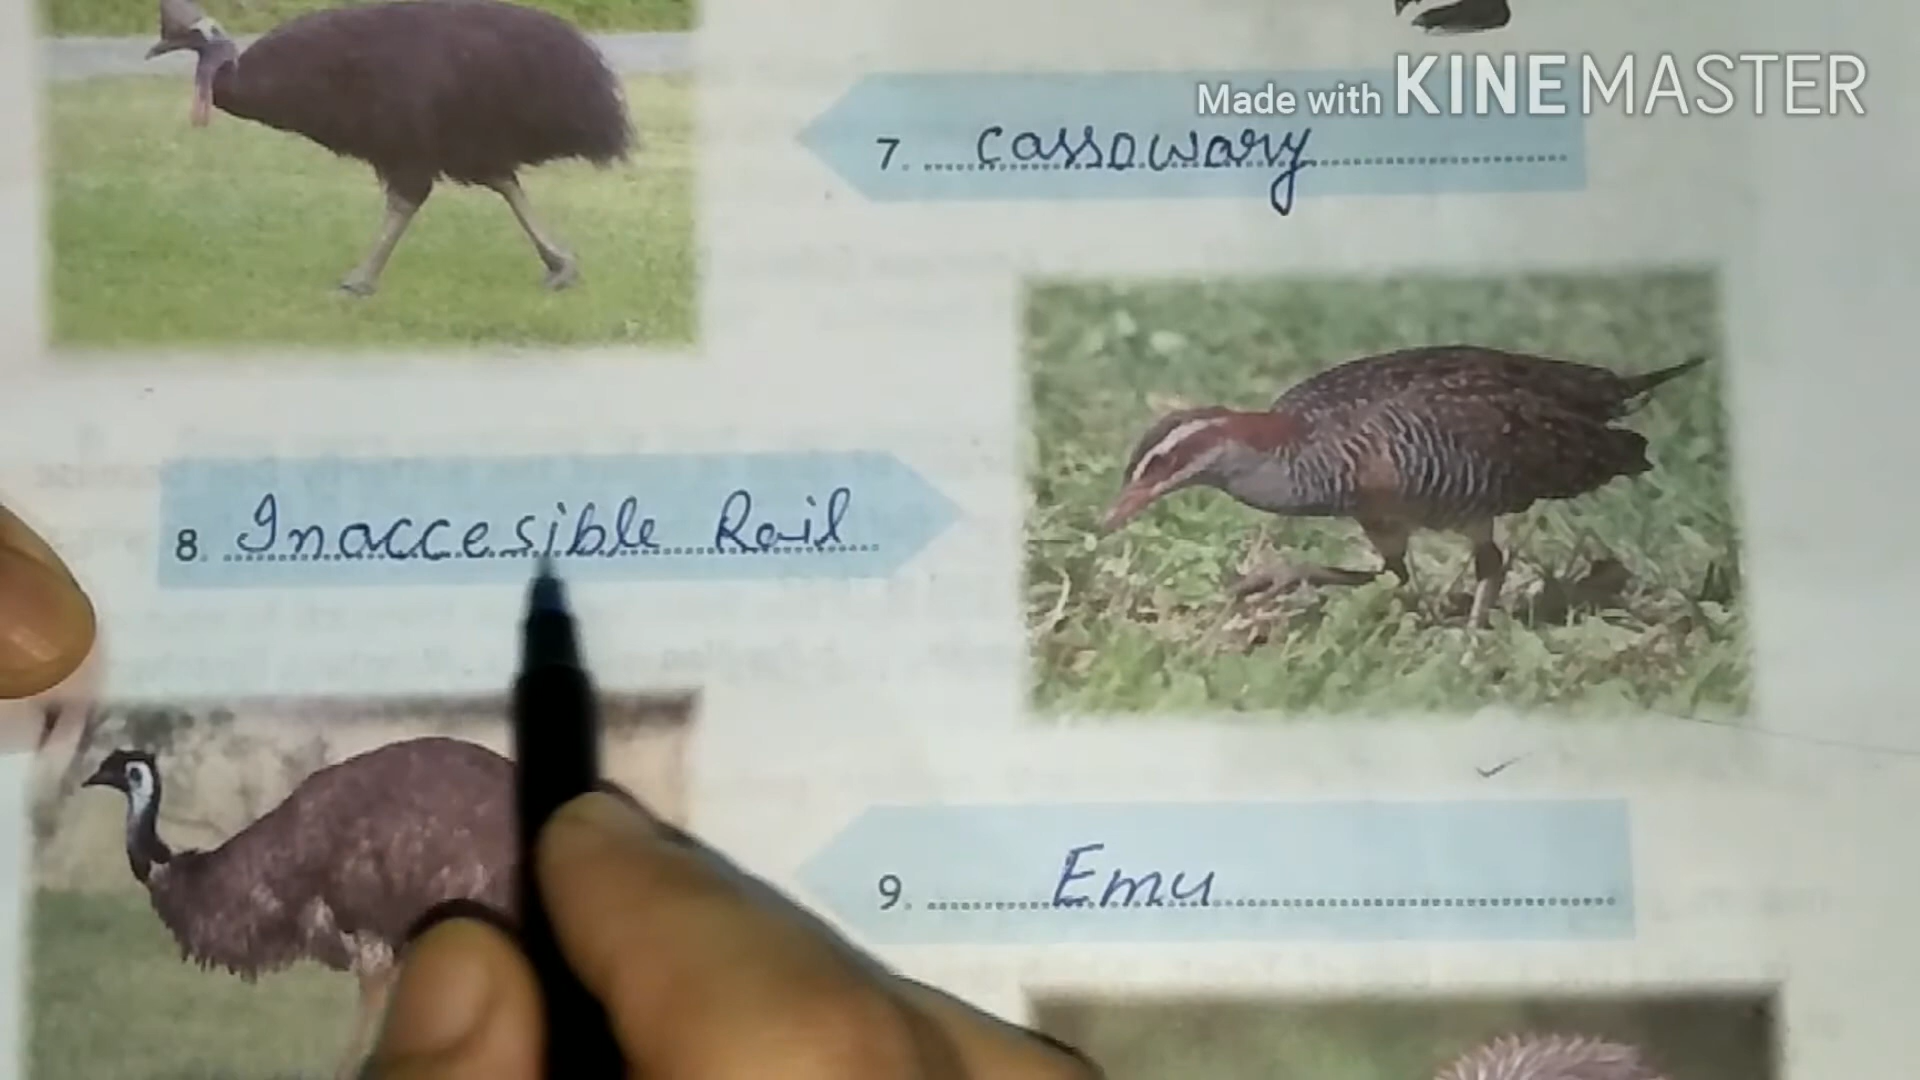 Made with KINEMASTER
7. Cassowary
8. Inaccesible Rail
9. Emu